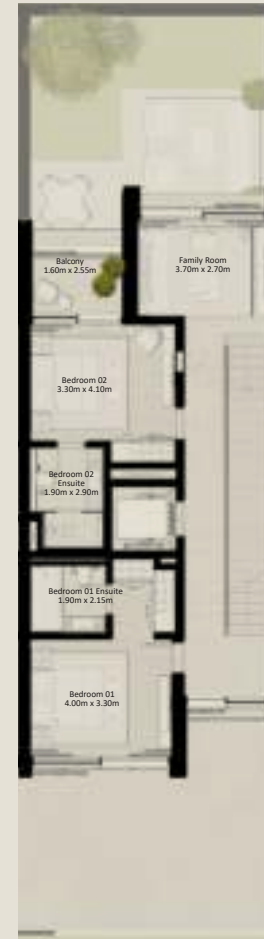 Balcony
1.60m x 2.55m
Family Room
3.70m x 2.70m
Bedroom 02
3.30m x 4.10m
Bedroom 02
Ensuite
1.90m x 2.90m
Bedroom 01 Ensuite
1.90m x 2.15m
Bedroom 01
4.00m x 3.30m